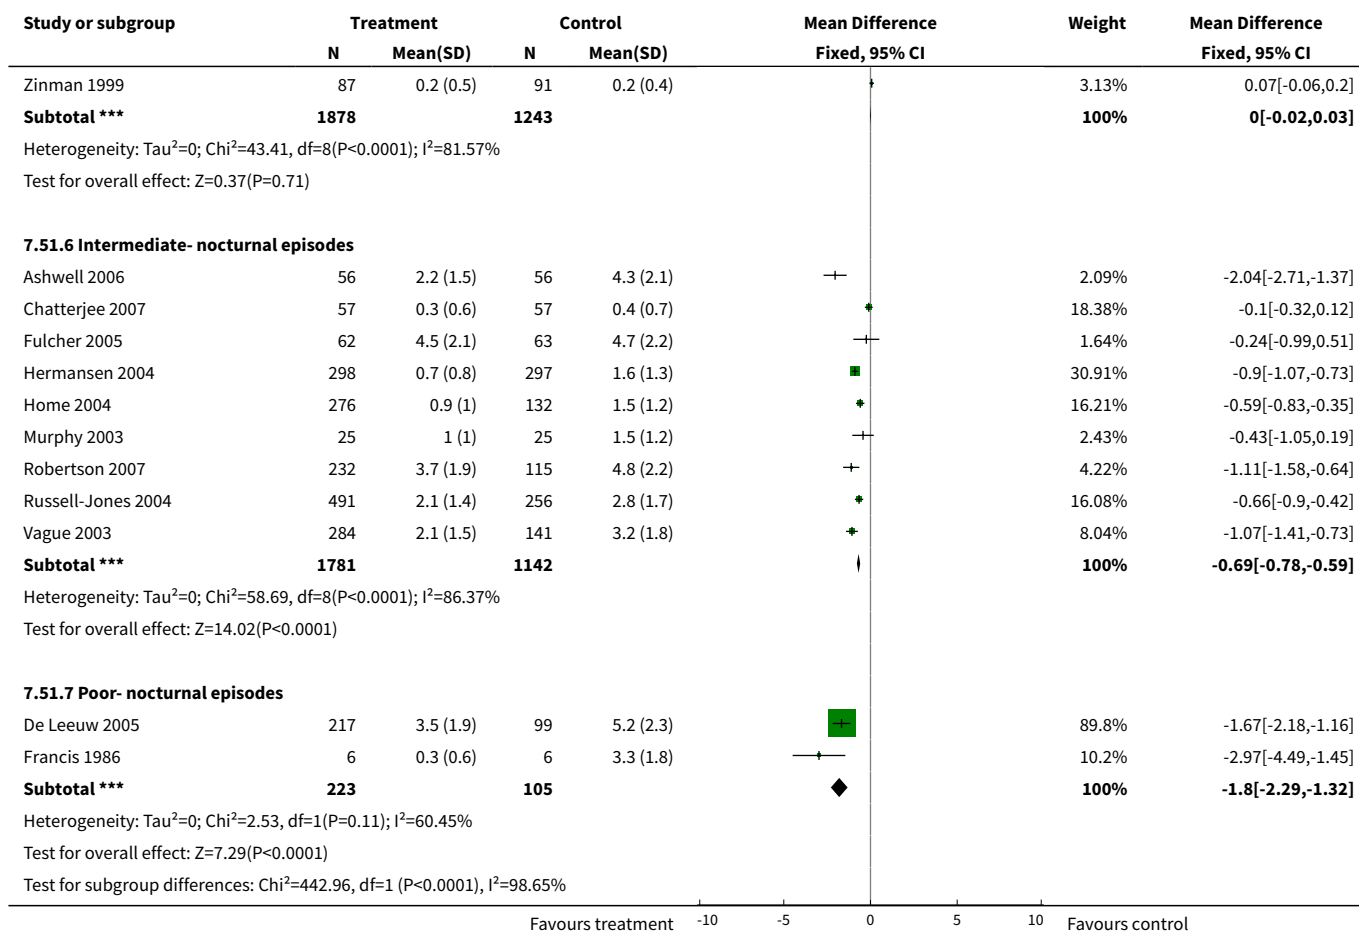 Study or subgroup Treatment Control Mean Difference Weight Mean Difference
N Mean(SD) N Mean(SD) Fixed, 95% CI Fixed, 95% CI
Zinman 1999 87 0.2 (0.5) 91 0.2 (0.4) 3.13% 0.07[-0.06,0.2]
Subtotal *** 1878 1243 100% 0[-0.02,0.03]
Heterogeneity: Tau²=0; Chi²=43.41, df=8(P<0.0001); I²=81.57%
Test for overall effect: Z=0.37(P=0.71)
7.51.6 Intermediate- nocturnal episodes
Ashwell 2006 56 2.2 (1.5) 56 4.3 (2.1) 2.09% -2.04[-2.71,-1.37]
Chatterjee 2007 57 0.3 (0.6) 57 0.4 (0.7) 18.38% -0.1[-0.32,0.12]
Fulcher 2005 62 4.5 (2.1) 63 4.7 (2.2) 1.64% -0.24[-0.99,0.51]
Hermansen 2004 298 0.7 (0.8) 297 1.6 (1.3) 30.91% -0.9[-1.07,-0.73]
Home 2004 276 0.9 (1) 132 1.5 (1.2) 16.21% -0.59[-0.83,-0.35]
Murphy 2003 25 1 (1) 25 1.5 (1.2) 2.43% -0.43[-1.05,0.19]
Robertson 2007 232 3.7 (1.9) 115 4.8 (2.2) 4.22% -1.11[-1.58,-0.64]
Russell-Jones 2004 491 2.1 (1.4) 256 2.8 (1.7) 16.08% -0.66[-0.9,-0.42]
Vague 2003 284 2.1 (1.5) 141 3.2 (1.8) 8.04% -1.07[-1.41,-0.73]
Subtotal *** 1781 1142 100% -0.69[-0.78,-0.59]
Heterogeneity: Tau²=0; Chi²=58.69, df=8(P<0.0001); I²=86.37%
Test for overall effect: Z=14.02(P<0.0001)
7.51.7 Poor- nocturnal episodes
De Leeuw 2005 217 3.5 (1.9) 99 5.2 (2.3) 89.8% -1.67[-2.18,-1.16]
Francis 1986 6 0.3 (0.6) 6 3.3 (1.8) 10.2% -2.97[-4.49,-1.45]
Subtotal *** 223 105 100% -1.8[-2.29,-1.32]
Heterogeneity: Tau²=0; Chi²=2.53, df=1(P=0.11); I²=60.45%
Test for overall effect: Z=7.29(P<0.0001)
Test for subgroup differences: Chi²=442.96, df=1 (P<0.0001), I²=98.65%
Favours treatment -10 -5 0 5 10 Favours control